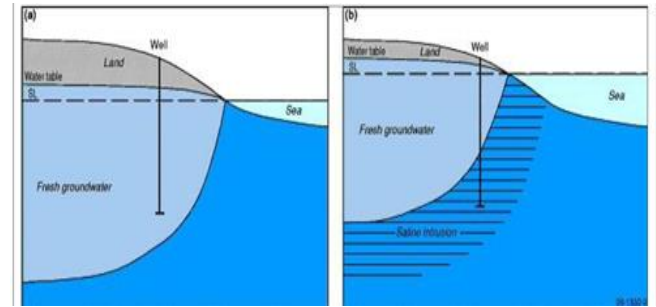 (a)
Well
Land
Water table
SL
Sea
Fresh groundwater
(b)
Well
Water table
Land
SL
Sea
Fresh groundwater
Saline intrusion